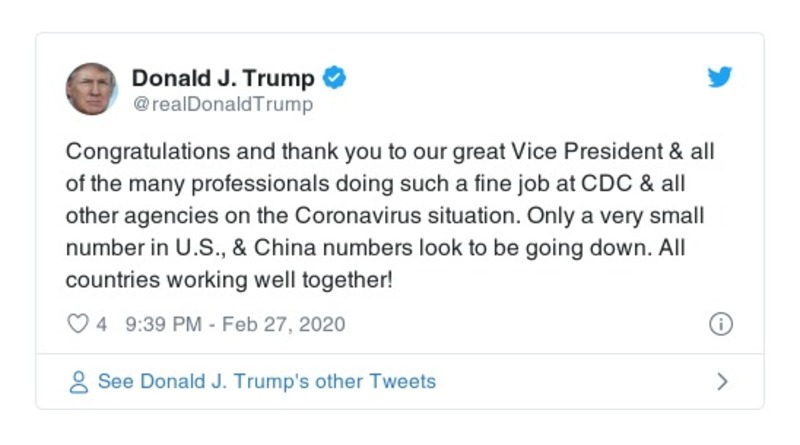 Donald J. Trump
@realDonaldTrump
Congratulations and thank you to our great Vice President & all
of the many professionals doing such a fine job at CDC & all
other agencies on the Coronavirus situation. Only a very small
number in U.S., & China numbers look to be going down. All
countries working well together!
4 9:39 PM - Feb 27, 2020
See Donald J. Trump's other Tweets